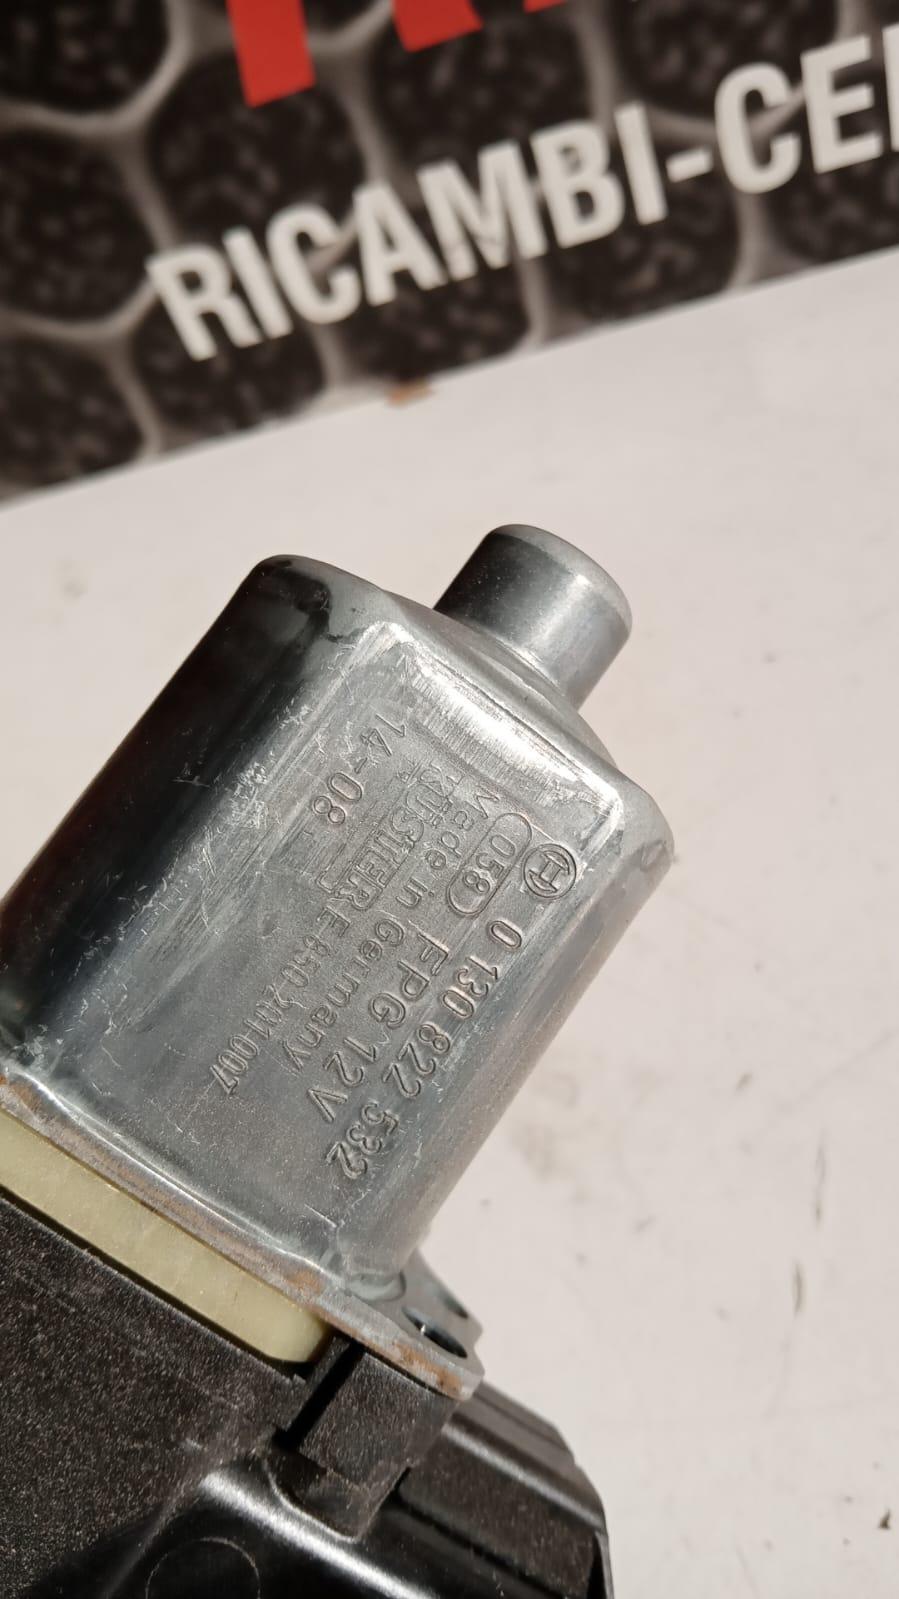 RICAMBI-CE
0 130 822 532
058 FPG 12V
Made in Germany
KÜSTER E 850 201 007
14-08